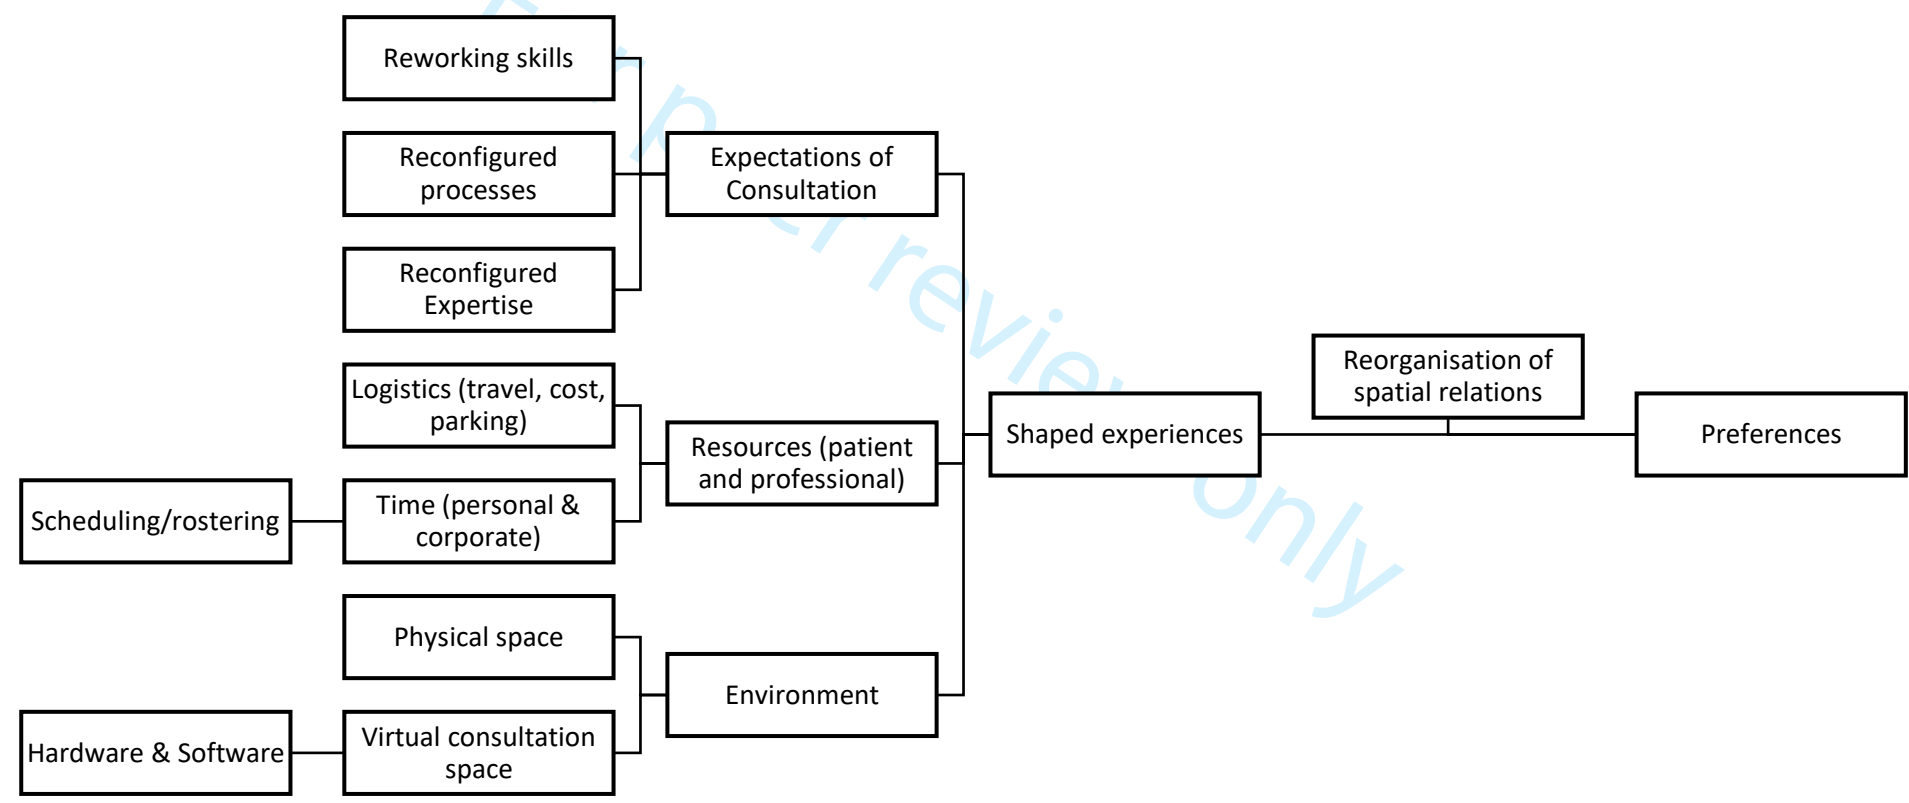 Reworking skills
Reconfigured
processes
Reconfigured
Expertise
Logistics (travel, cost,
parking)
Scheduling/rostering
Time (personal &
corporate)
Physical space
Hardware & Software
Virtual consultation
space
Expectations of
Consultation
Resources (patient
and professional)
Environment
Shaped experiences
Reorganisation of
spatial relations
Preferences
review only